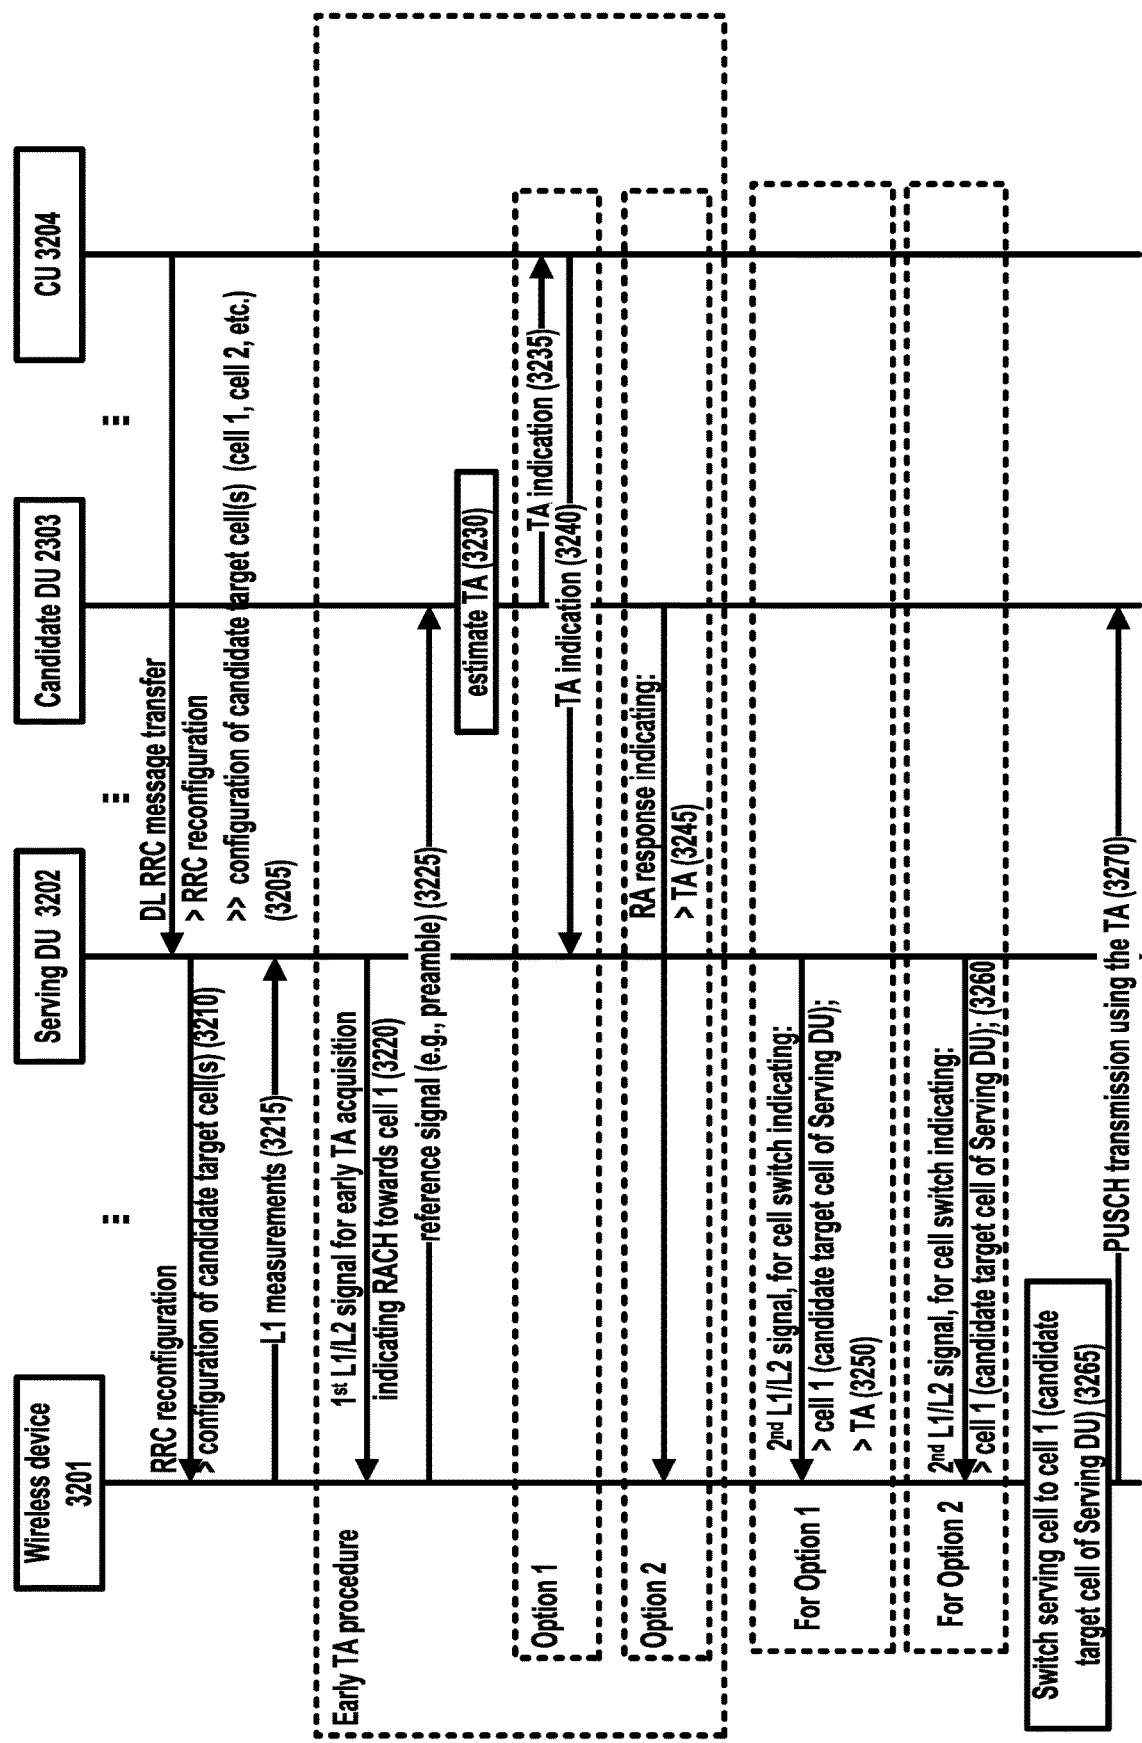 Wireless device
3201
Serving DU 3202
Candidate DU 2303
CU 3204
...
...
...
DL RRC message transfer
> RRC reconfiguration
>> configuration of candidate target cell(s) (cell 1, cell 2, etc.)
(3205)
RRC reconfiguration
> configuration of candidate target cell(s) (3210)
L1 measurements (3215)
Early TA procedure
1st L1/L2 signal for early TA acquisition
indicating RACH towards cell 1 (3220)
reference signal (e.g., preamble) (3225)
estimate TA (3230)
Option 1
TA indication (3235)
TA indication (3240)
Option 2
RA response indicating:
> TA (3245)
For Option 1
2nd L1/L2 signal, for cell switch indicating:
> cell 1 (candidate target cell of Serving DU);
> TA (3250)
For Option 2
2nd L1/L2 signal, for cell switch indicating:
> cell 1 (candidate target cell of Serving DU); (3260
Switch serving cell to cell 1 (candidate
target cell of Serving DU) (3265)
PUSCH transmission using the TA (3270)